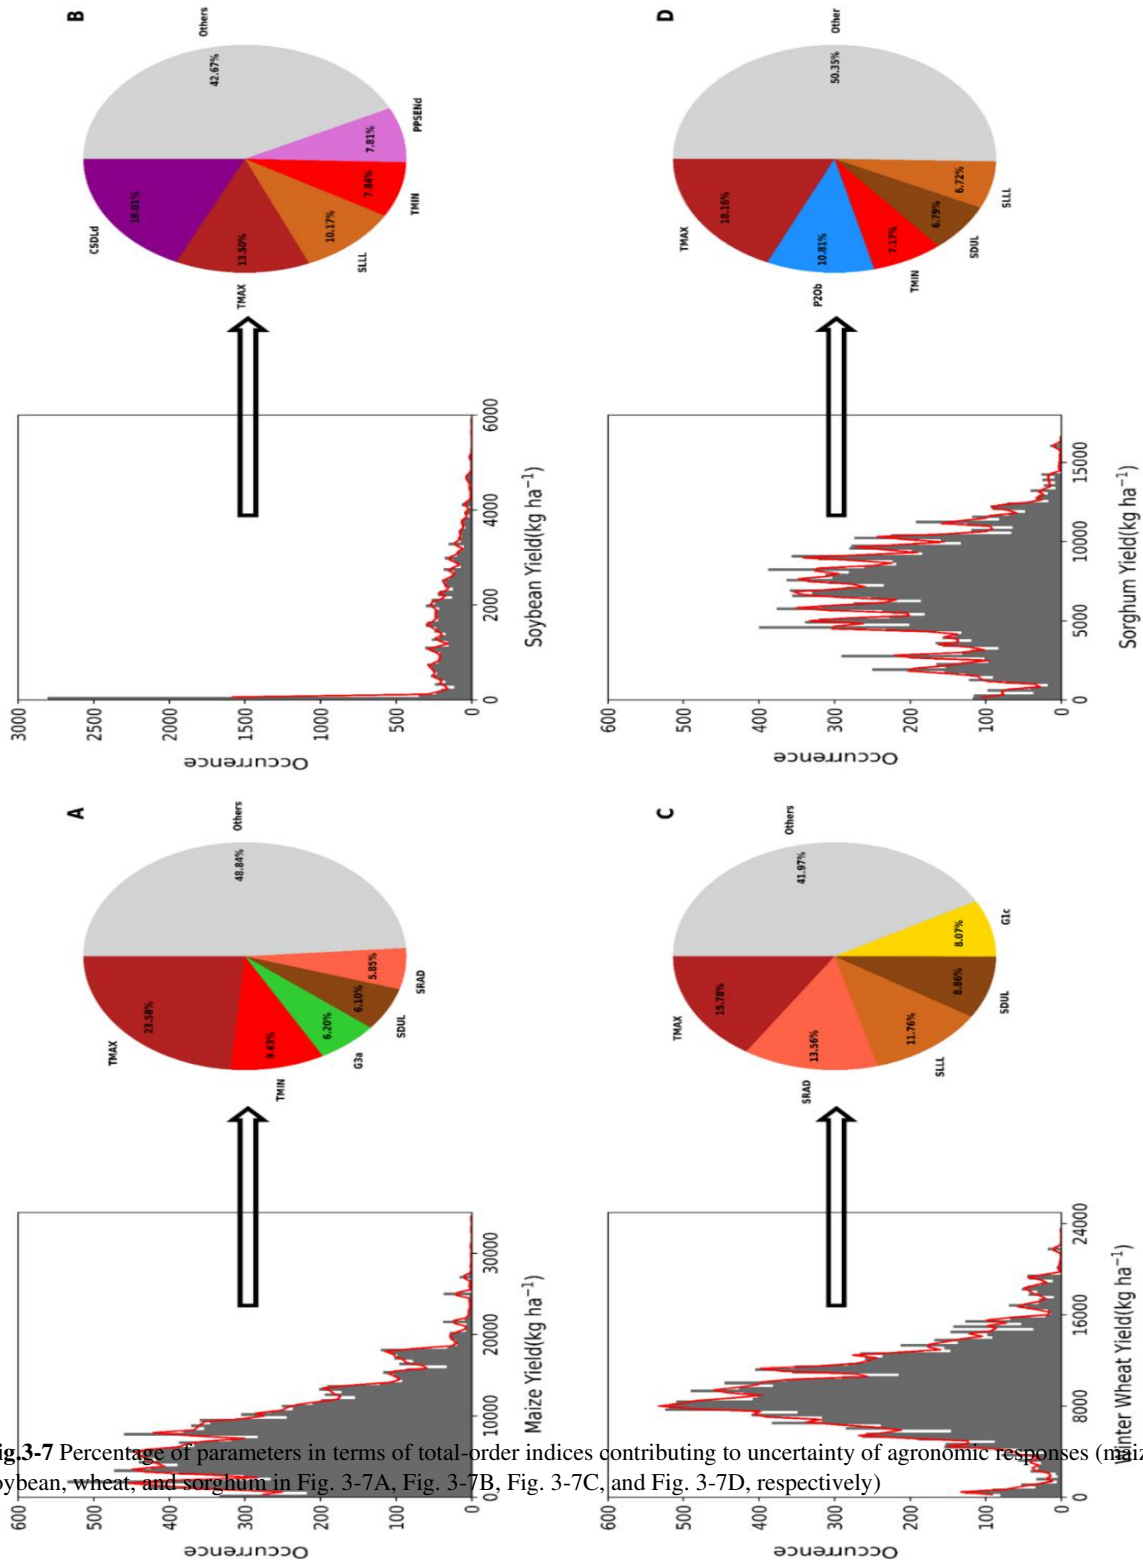 A
Occurrence
600
500
400
300
200
100
0
0
10000
20000
30000
Maize Yield(kg ha⁻¹)
TMAX
23.58%
TMIN
9.43%
G3a
6.20%
SDUL
6.10%
SRAD
5.85%
Others
48.84%
B
Occurrence
3000
2500
2000
1500
1000
500
0
0
2000
4000
6000
Soybean Yield(kg ha⁻¹)
CSDLd
18.01%
TMAX
13.50%
SLLL
10.17%
TMIN
7.84%
PPSENd
7.81%
Others
42.67%
C
Occurrence
600
500
400
300
200
100
0
0
8000
16000
24000
Winter Wheat Yield(kg ha⁻¹)
TMAX
15.78%
SRAD
13.56%
SLLL
11.76%
SDUL
8.86%
G1c
8.07%
Others
41.97%
D
Occurrence
600
500
400
300
200
100
0
0
5000
10000
15000
Sorghum Yield(kg ha⁻¹)
TMAX
18.16%
P2Ob
10.81%
TMIN
7.17%
SDUL
6.79%
SLLL
6.72%
Other
50.35%
ig.3-7 Percentage of parameters in terms of total-order indices contributing to uncertainty of agronomic responses (maiz
oybean, wheat, and sorghum in Fig. 3-7A, Fig. 3-7B, Fig. 3-7C, and Fig. 3-7D, respectively)